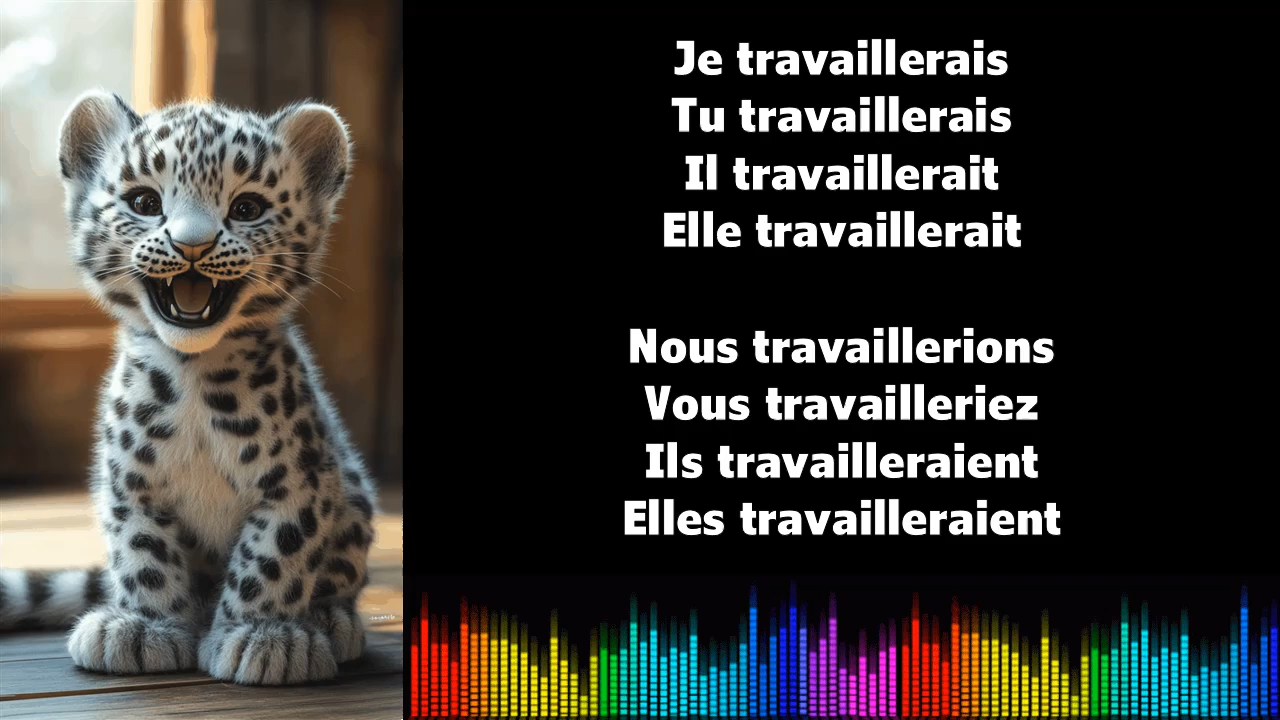 Je travaillerais
Tu travaillerais
Il travaillerait
Elle travaillerait
Nous travaillerions
Vous travailleriez
Ils travailleraient
Elles travailleraient